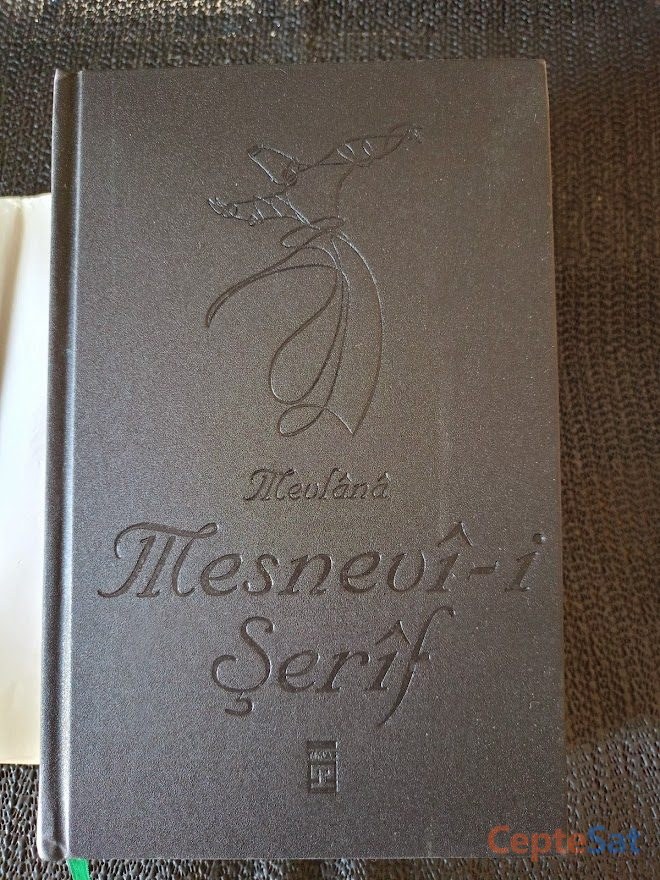 Mevlânâ
Mesnevî-i
Şerîf
CepteSat